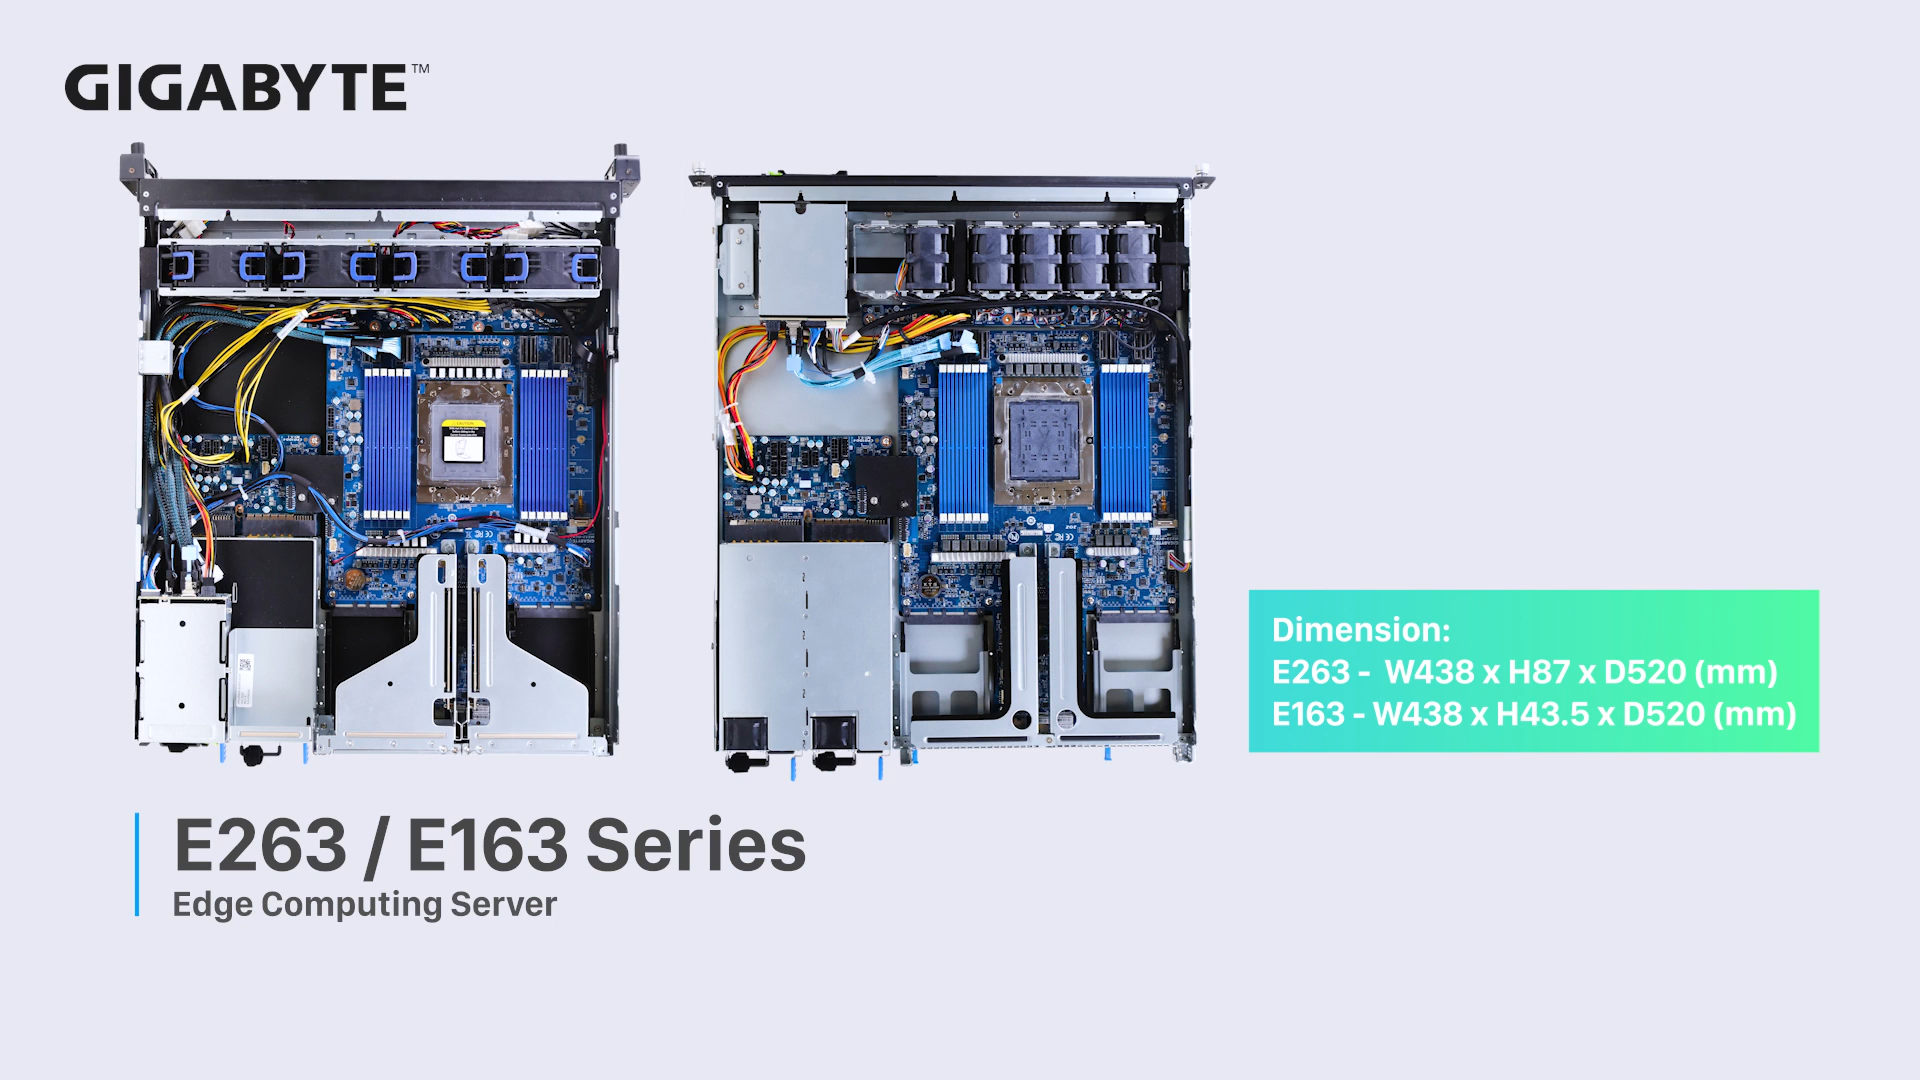 GIGABYTE™
CAUTION
Dimension:
E263 - W438 x H87 x D520 (mm)
E163 - W438 x H43.5 x D520 (mm)
E263 / E163 Series
Edge Computing Server